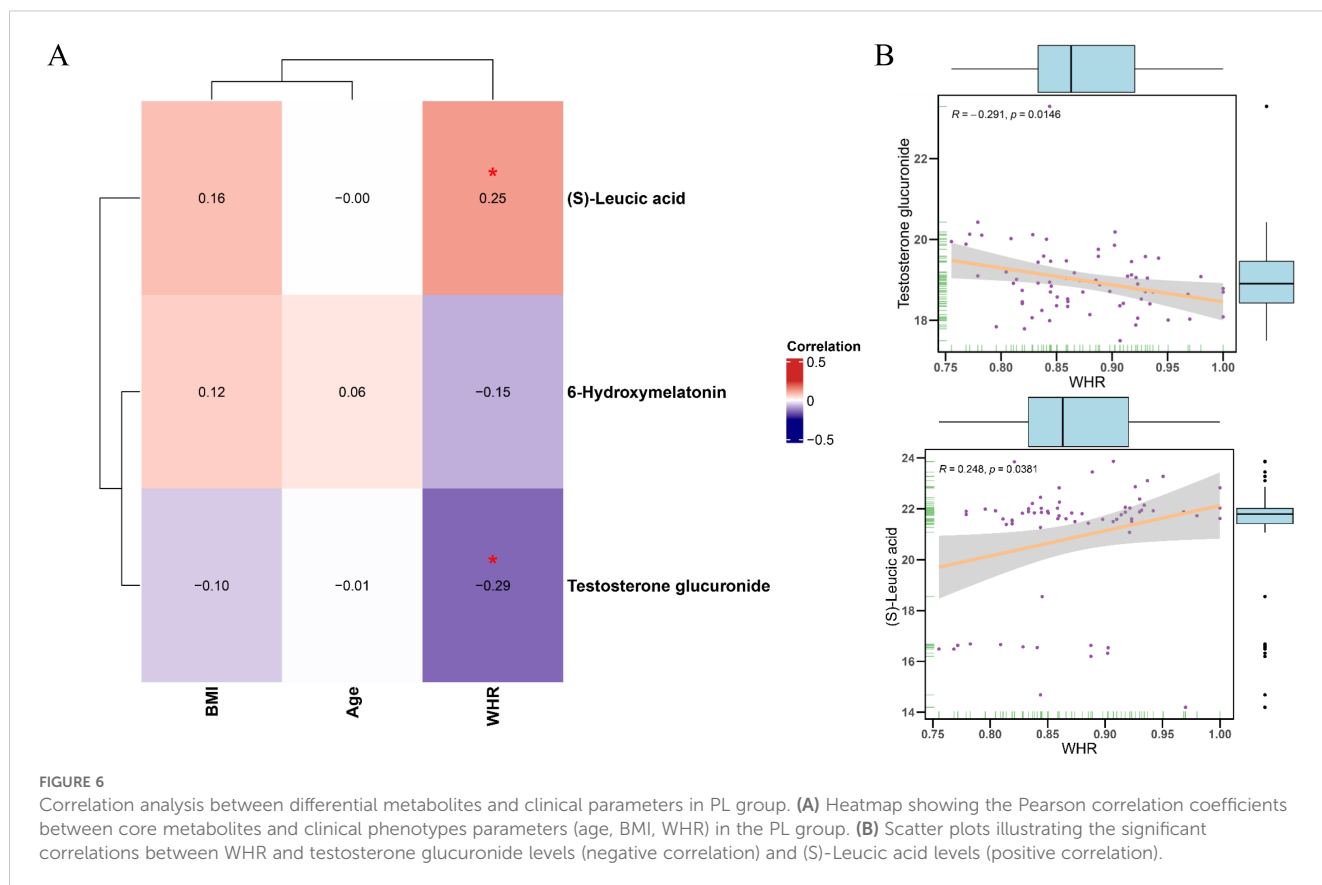 A
0.16
−0.00
*
0.25
(S)-Leucic acid
0.12
0.06
−0.15
6-Hydroxymelatonin
−0.10
−0.01
*
−0.29
Testosterone glucuronide
BMI
Age
WHR
Correlation
0.5
0
−0.5
B
R = −0.291, p = 0.0146
Testosterone glucuronide
22
20
18
0.75
0.80
0.85
0.90
0.95
1.00
WHR
R = 0.248, p = 0.0381
(S)-Leucic acid
24
22
20
18
16
14
0.75
0.80
0.85
0.90
0.95
1.00
WHR
FIGURE 6
Correlation analysis between differential metabolites and clinical parameters in PL group. (A) Heatmap showing the Pearson correlation coefficients
between core metabolites and clinical phenotypes parameters (age, BMI, WHR) in the PL group. (B) Scatter plots illustrating the significant
correlations between WHR and testosterone glucuronide levels (negative correlation) and (S)-Leucic acid levels (positive correlation).